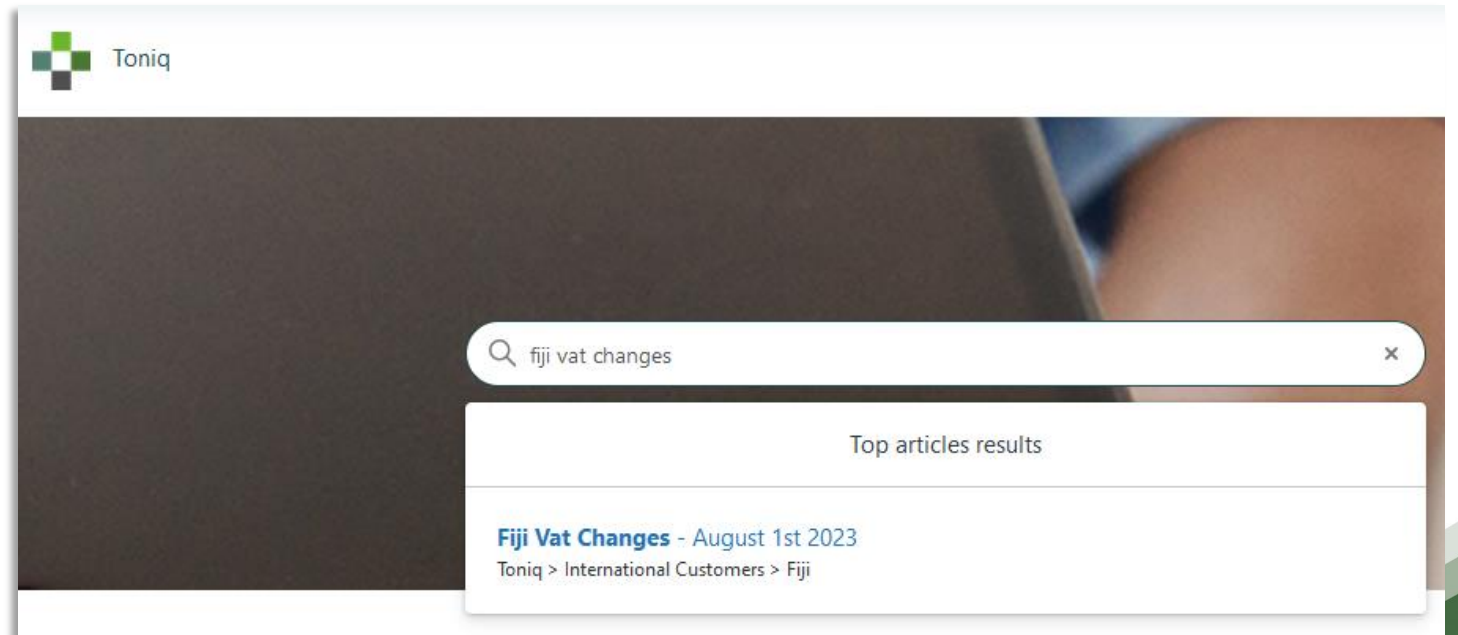 Toniq
fiji vat changes
Top articles results
Fiji Vat Changes - August 1st 2023
Toniq > International Customers > Fiji